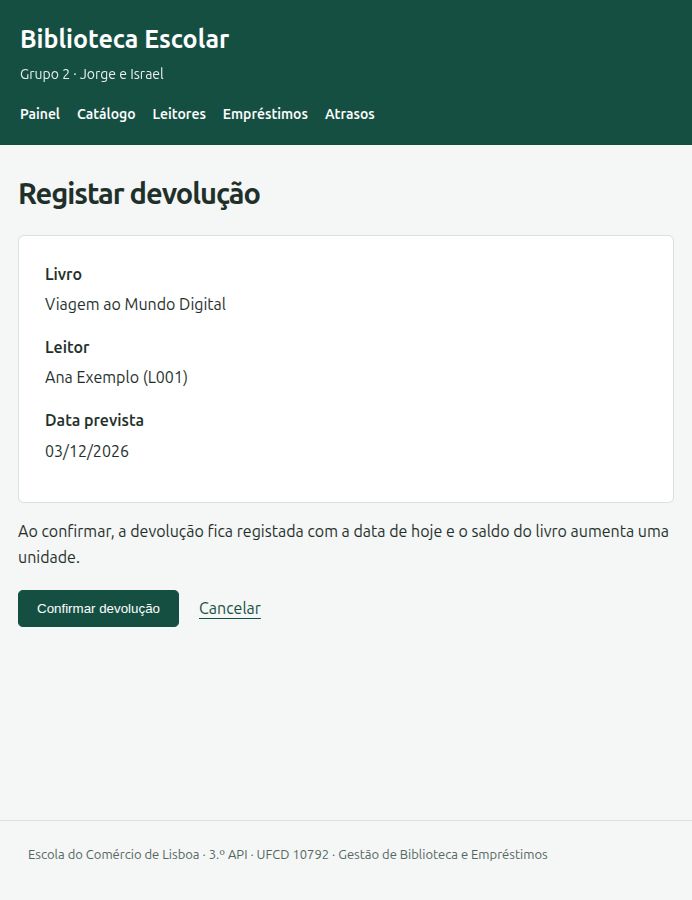 Biblioteca Escolar
Grupo 2 · Jorge e Israel
Painel Catálogo Leitores Empréstimos Atrasos
Registar devolução
Livro
Viagem ao Mundo Digital
Leitor
Ana Exemplo (L001)
Data prevista
03/12/2026
Ao confirmar, a devolução fica registada com a data de hoje e o saldo do livro aumenta uma
unidade.
Confirmar devolução Cancelar
Escola do Comércio de Lisboa · 3.º API · UFCD 10792 · Gestão de Biblioteca e Empréstimos